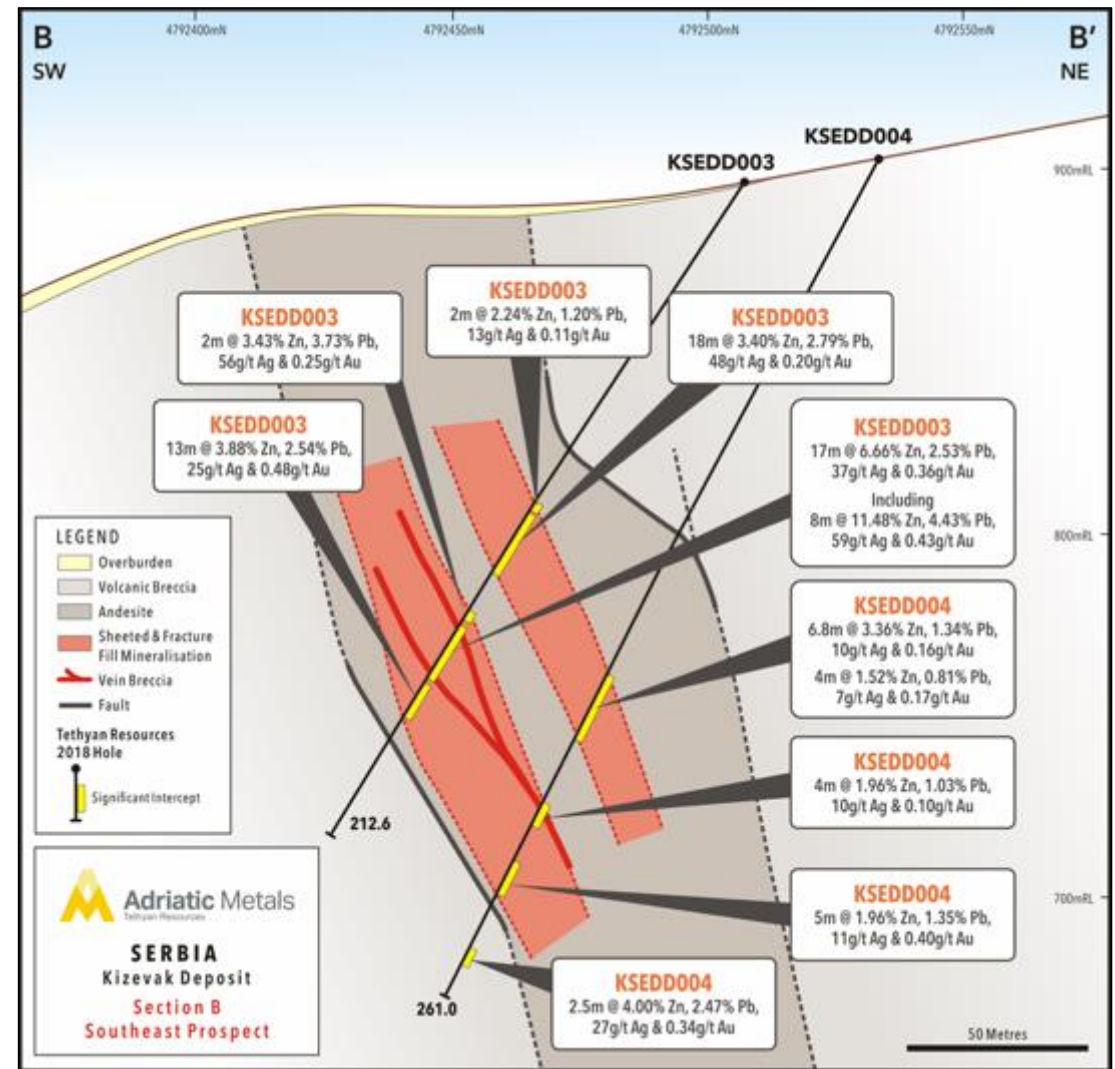 B
SW
4792400mN
4792450mN
4792500mN
4792550mN
B'
NE
KSEDD003
KSEDD004
900mRL
800mRL
700mRL
KSEDD003
2m @ 3.43% Zn, 3.73% Pb,
56g/t Ag & 0.25g/t Au
KSEDD003
2m @ 2.24% Zn, 1.20% Pb,
13g/t Ag & 0.11g/t Au
KSEDD003
18m @ 3.40% Zn, 2.79% Pb,
48g/t Ag & 0.20g/t Au
KSEDD003
13m @ 3.88% Zn, 2.54% Pb,
25g/t Ag & 0.48g/t Au
KSEDD003
17m @ 6.66% Zn, 2.53% Pb,
37g/t Ag & 0.36g/t Au
Including
8m @ 11.48% Zn, 4.43% Pb,
59g/t Ag & 0.43g/t Au
KSEDD004
6.8m @ 3.36% Zn, 1.34% Pb,
10g/t Ag & 0.16g/t Au
4m @ 1.52% Zn, 0.81% Pb,
7g/t Ag & 0.17g/t Au
KSEDD004
4m @ 1.96% Zn, 1.03% Pb,
10g/t Ag & 0.10g/t Au
KSEDD004
5m @ 1.96% Zn, 1.35% Pb,
11g/t Ag & 0.40g/t Au
KSEDD004
2.5m @ 4.00% Zn, 2.47% Pb,
27g/t Ag & 0.34g/t Au
212.6
261.0
LEGEND
Overburden
Volcanic Breccia
Andesite
Sheeted & Fracture
Fill Mineralisation
Vein Breccia
Fault
Tethyan Resources
2018 Hole
Significant Intercept
Adriatic Metals
Tethyan Resources
SERBIA
Kizevak Deposit
Section B
Southeast Prospect
50 Metres